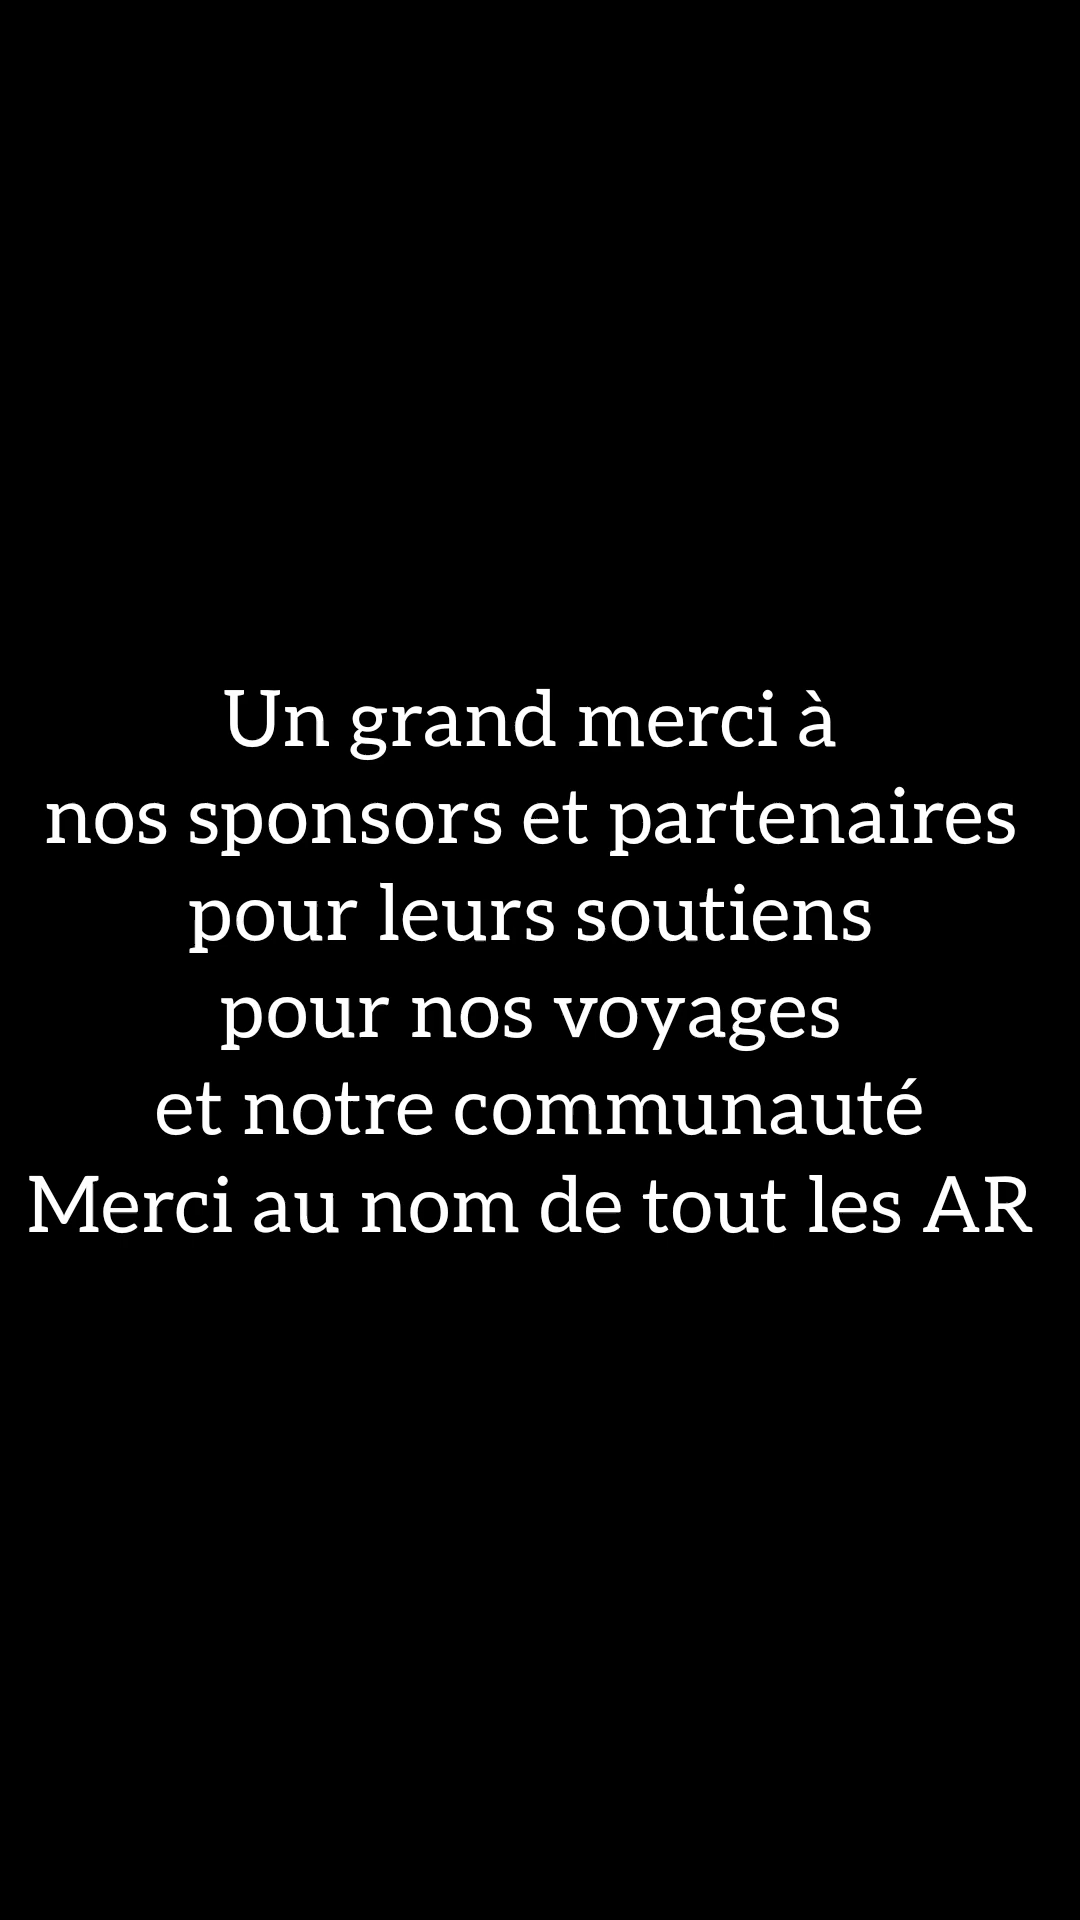 Un grand merci à
nos sponsors et partenaires
pour leurs soutiens
pour nos voyages
et notre communauté
Merci au nom de tout les AR